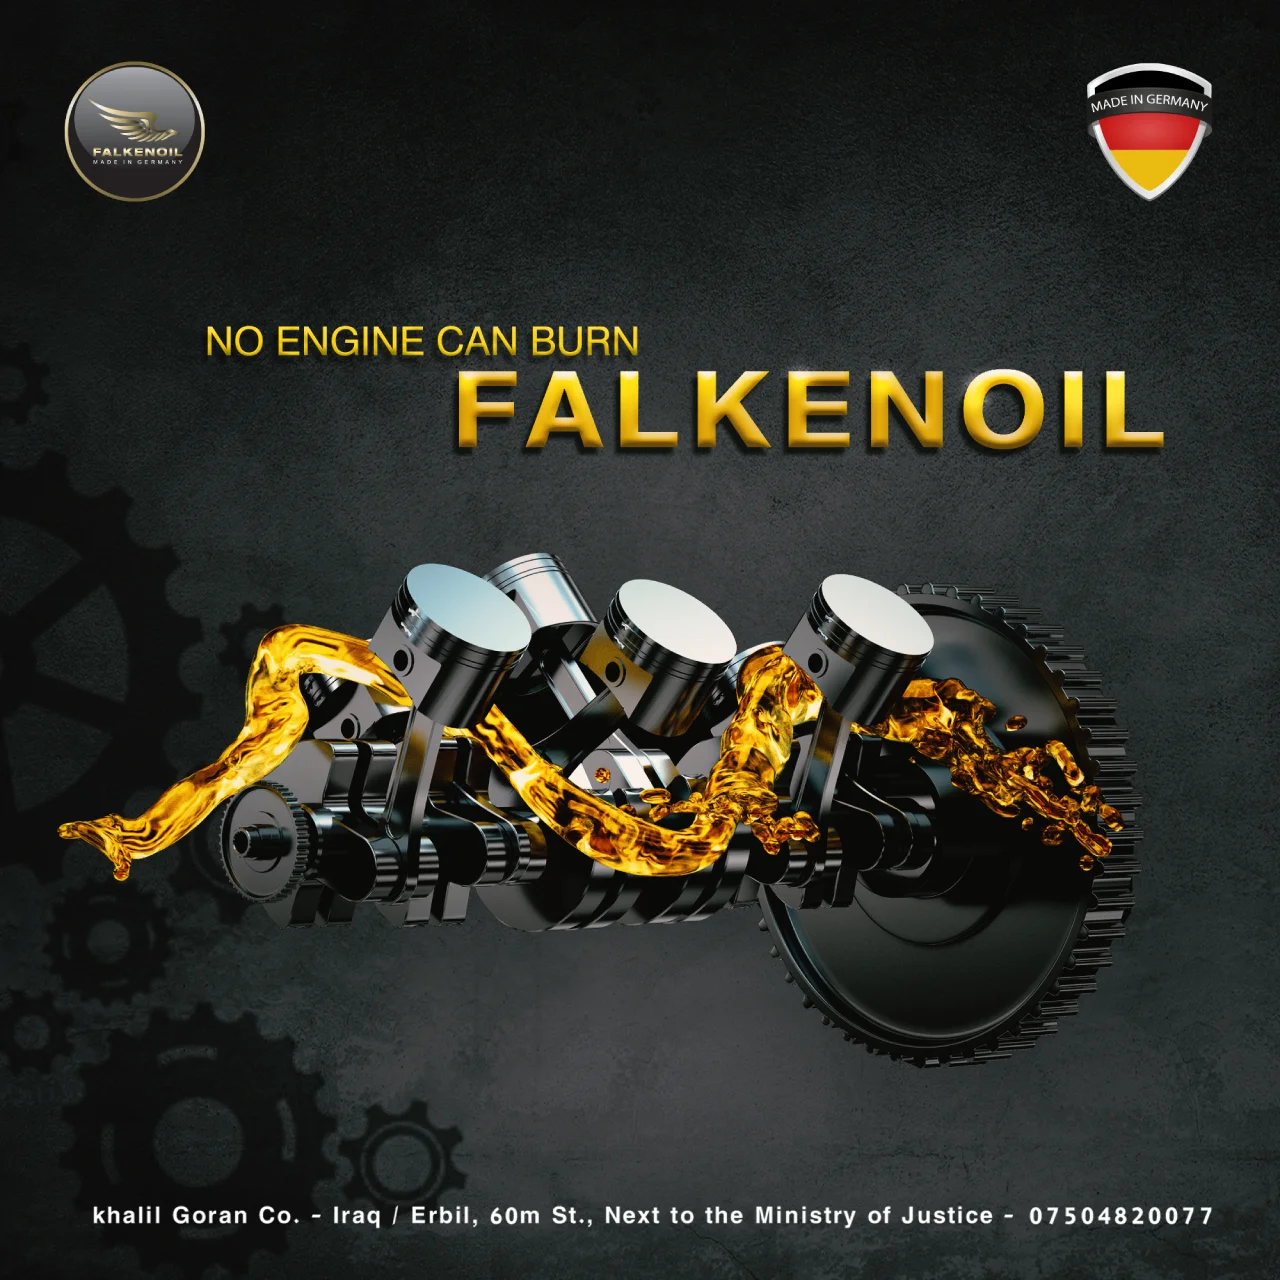 FALKENOIL
MADE IN GERMANY
MADE IN GERMANY
NO ENGINE CAN BURN
FALKENOIL
khalil Goran Co. - Iraq / Erbil, 60m St., Next to the Ministry of Justice - 07504820077